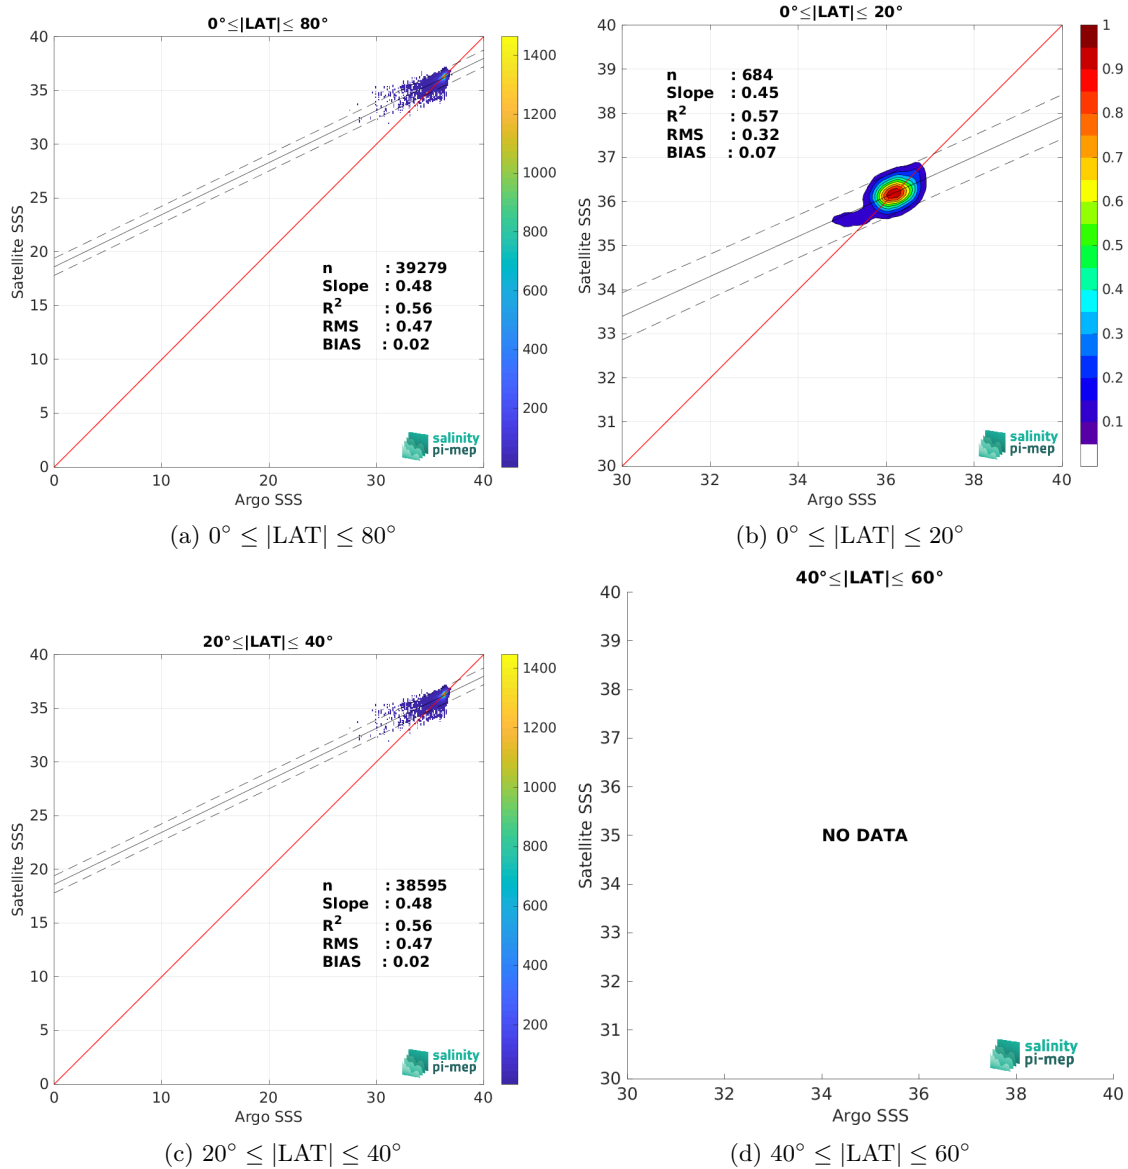 0°≤|LAT|≤ 80°
40
35
30
25
20
15
10
5
0
0 10 20 30 40
Satellite SSS
Argo SSS
n : 39279
Slope : 0.48
R² : 0.56
RMS : 0.47
BIAS : 0.02
1400
1200
1000
800
600
400
200
salinity
pi-mep
(a) 0° ≤ |LAT| ≤ 80°
0°≤|LAT|≤ 20°
40
39
38
37
36
35
34
33
32
31
30
30 32 34 36 38 40
Satellite SSS
Argo SSS
n : 684
Slope : 0.45
R² : 0.57
RMS : 0.32
BIAS : 0.07
1
0.9
0.8
0.7
0.6
0.5
0.4
0.3
0.2
0.1
salinity
pi-mep
(b) 0° ≤ |LAT| ≤ 20°
20°≤|LAT|≤ 40°
40
35
30
25
20
15
10
5
0
0 10 20 30 40
Satellite SSS
Argo SSS
n : 38595
Slope : 0.48
R² : 0.56
RMS : 0.47
BIAS : 0.02
1400
1200
1000
800
600
400
200
salinity
pi-mep
(c) 20° ≤ |LAT| ≤ 40°
40°≤|LAT|≤ 60°
40
39
38
37
36
35
34
33
32
31
30
30 32 34 36 38 40
Satellite SSS
Argo SSS
NO DATA
salinity
pi-mep
(d) 40° ≤ |LAT| ≤ 60°